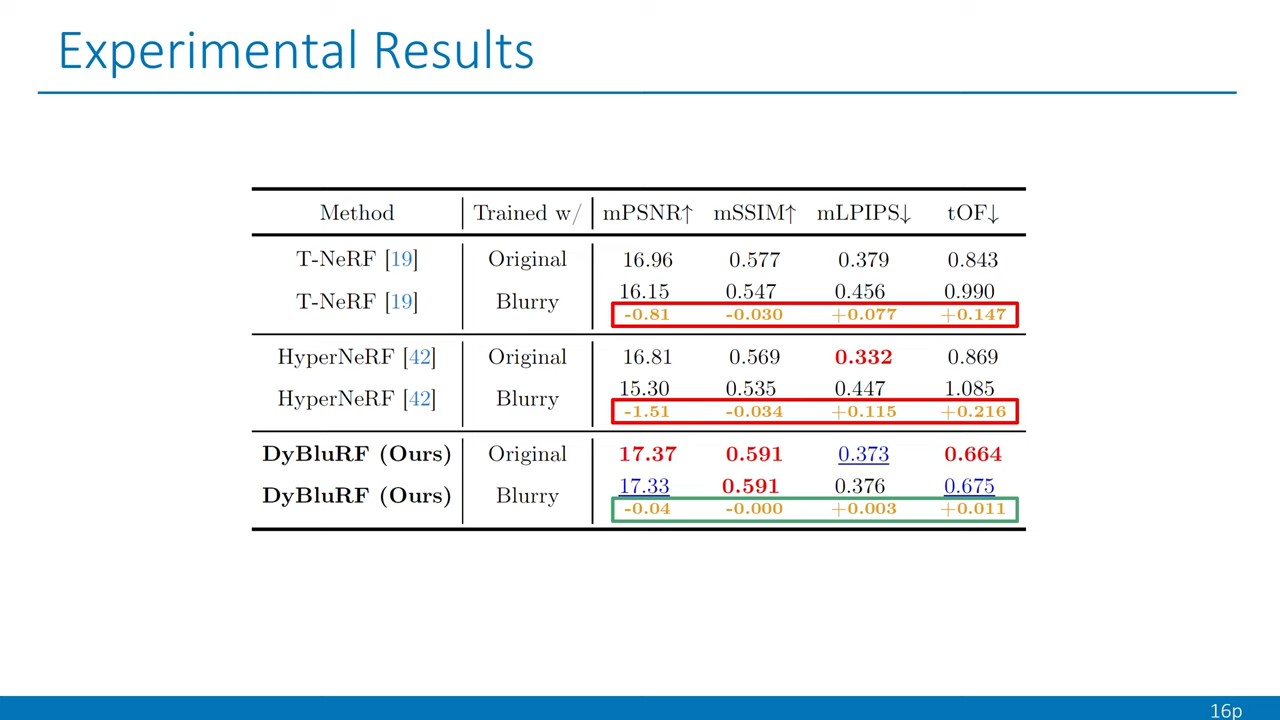 Experimental Results
Method Trained w/ mPSNR↑ mSSIM↑ mLPIPS↓ tOF↓
T-NeRF [19] Original 16.96 0.577 0.379 0.843
T-NeRF [19] Blurry 16.15 0.547 0.456 0.990
-0.81 -0.030 +0.077 +0.147
HyperNeRF [42] Original 16.81 0.569 0.332 0.869
HyperNeRF [42] Blurry 15.30 0.535 0.447 1.085
-1.51 -0.034 +0.115 +0.216
DyBluRF (Ours) Original 17.37 0.591 0.373 0.664
DyBluRF (Ours) Blurry 17.33 0.591 0.376 0.675
-0.04 -0.000 +0.003 +0.011
16p